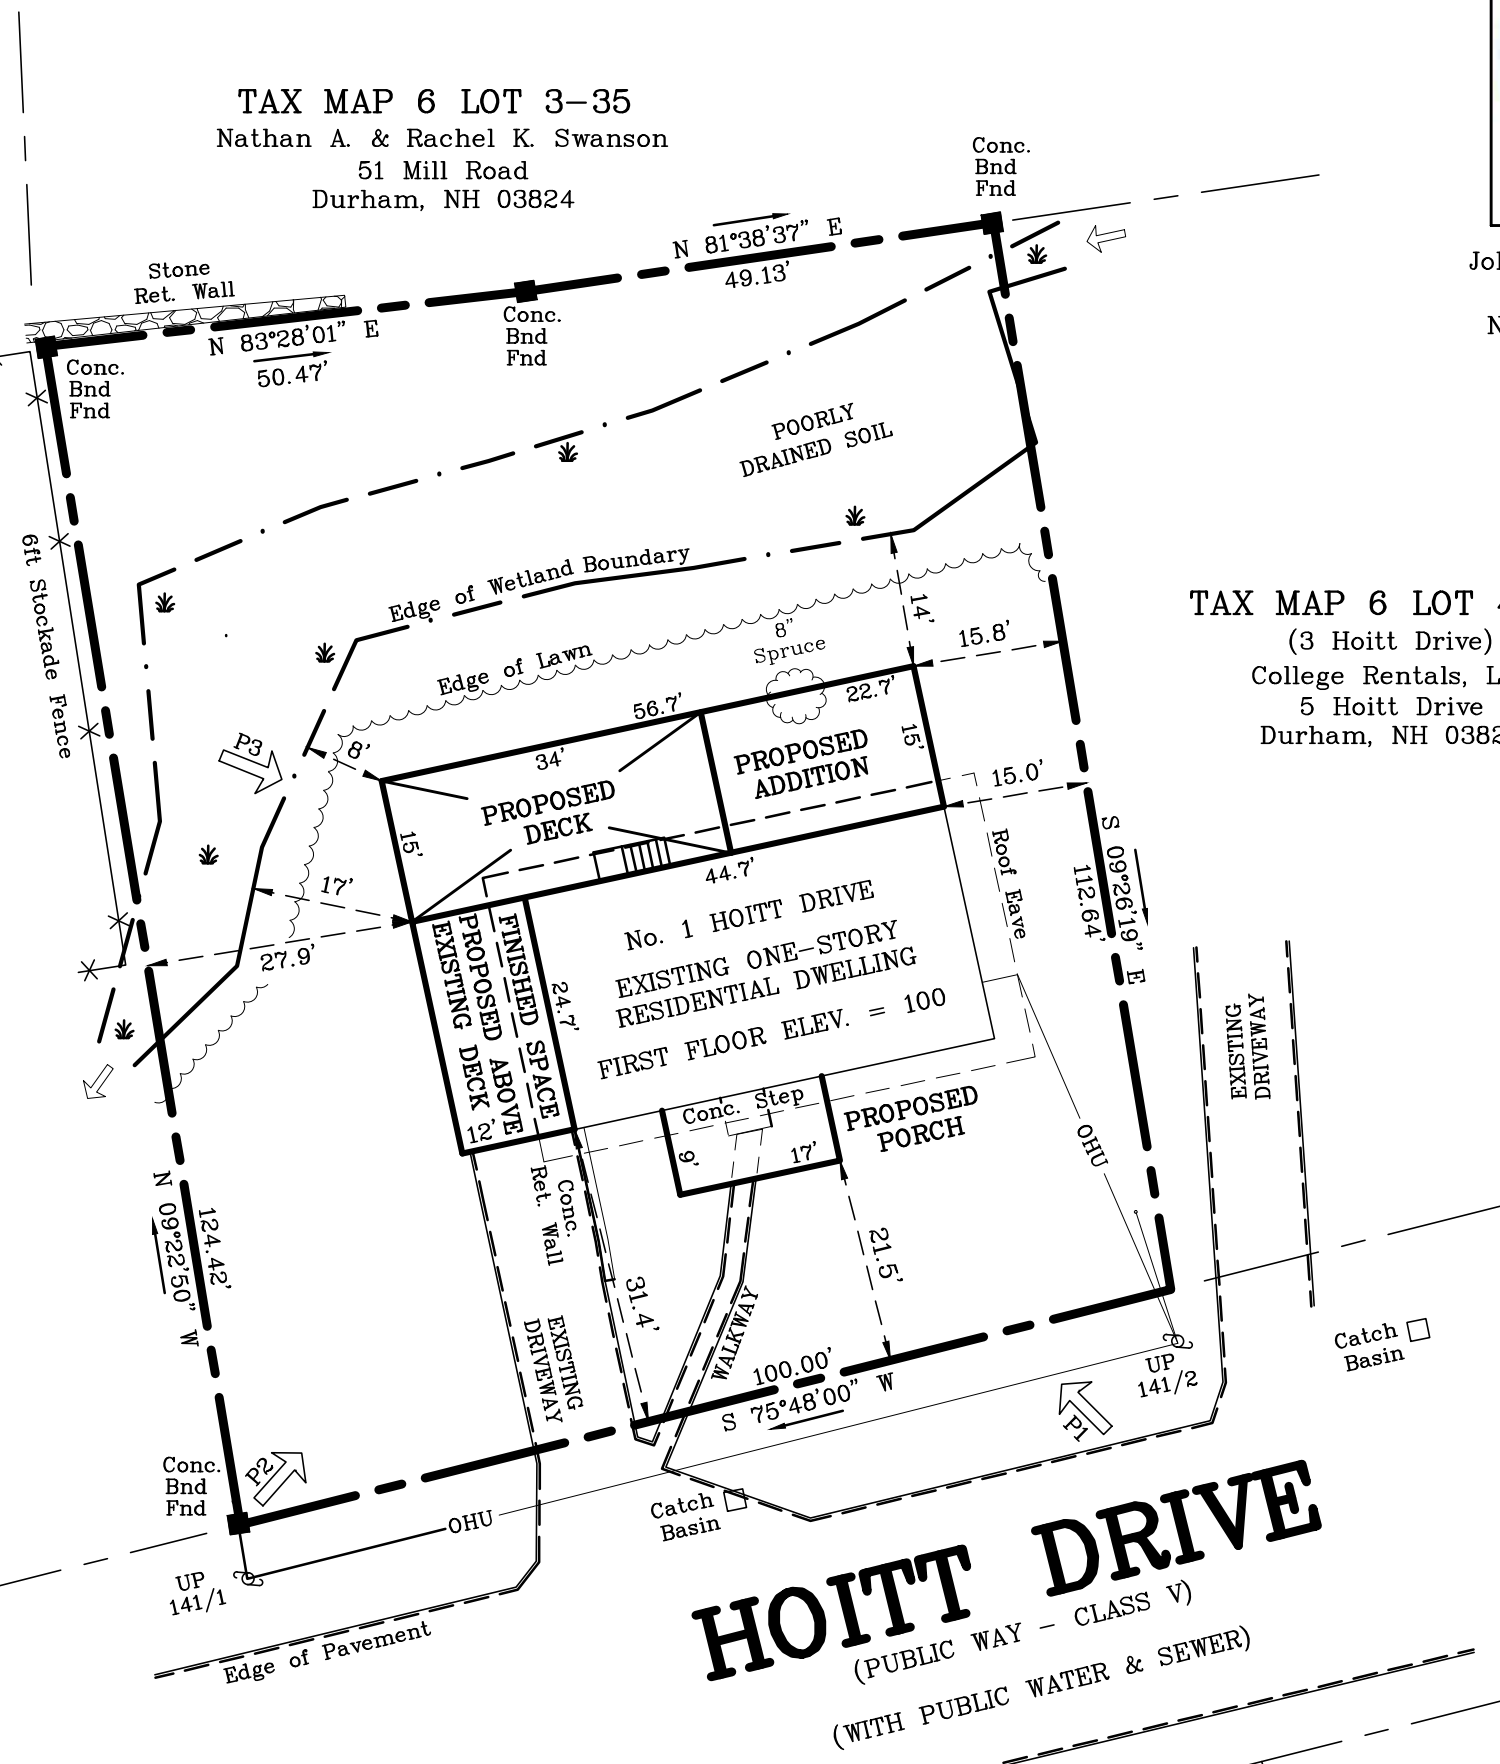 TAX MAP 6 LOT 3-35
Nathan A. & Rachel K. Swanson
51 Mill Road
Durham, NH 03824
Conc.
Bnd
Fnd
N 81°38'37" E
49.13'
Stone
Ret. Wall
N 83°28'01" E
50.47'
Conc.
Bnd
Fnd
Conc.
Bnd
Fnd
POORLY
DRAINED SOIL
6ft Stockade Fence
Edge of Wetland Boundary
Edge of Lawn
8"
Spruce
14'
15.8'
TAX MAP 6 LOT
(3 Hoitt Drive)
College Rentals, L
5 Hoitt Drive
Durham, NH 0382
56.7'
22.7'
P3
8'
34'
15'
PROPOSED
ADDITION
PROPOSED
DECK
15'
15.0'
44.7'
17'
27.9'
Roof Eave
S 09°26'19" E
112.64'
No. 1 HOITT DRIVE
EXISTING ONE-STORY
RESIDENTIAL DWELLING
FIRST FLOOR ELEV. = 100
FINISHED SPACE
PROPOSED ABOVE
EXISTING DECK
24.7'
12'
Conc. Step
PROPOSED
PORCH
9'
17'
EXISTING
DRIVEWAY
OHU
Conc.
Ret. Wall
N 09°22'50" W
124.42'
21.5'
31.4'
WALKWAY
EXISTING
DRIVEWAY
100.00'
S 75°48'00" W
UP
141/2
Catch
Basin
P1
Conc.
Bnd
Fnd
P2
OHU
Catch
Basin
UP
141/1
Edge of Pavement
HOITT DRIVE
(PUBLIC WAY - CLASS V)
(WITH PUBLIC WATER & SEWER)